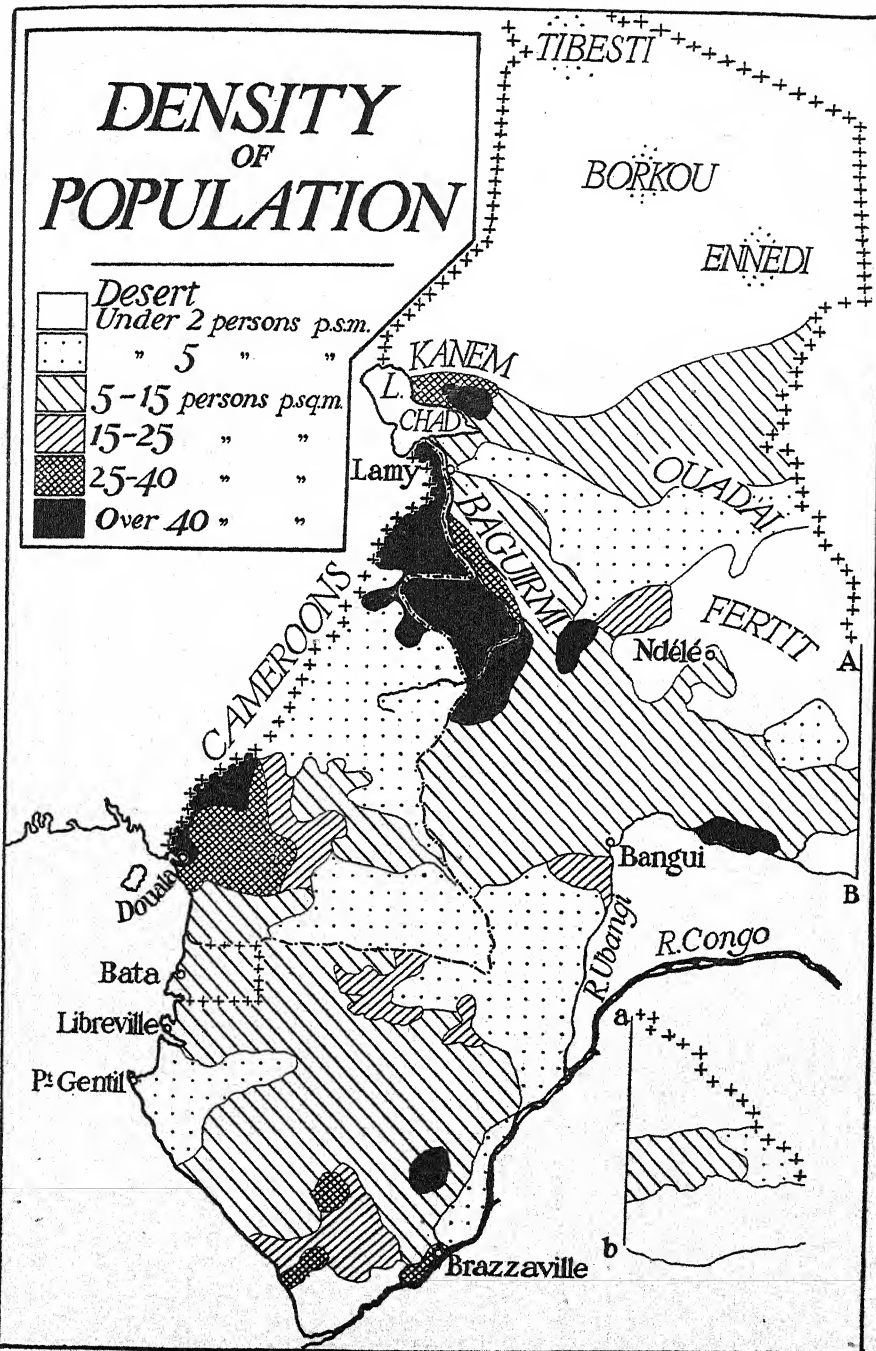 DENSITY
OF
POPULATION
Desert
Under 2 persons p.s.m.
" 5 " "
5-15 persons p.sq.m.
15-25 " "
25-40 " "
Over 40 " "
TIBESTI
BORKOU
ENNEDI
KANEM
L.
CHAD
Lamy
OUADAI
BAGUIRMI
FERTIT
Ndélé
A
CAMEROONS
Bangui
Douala
B
R. Congo
R. Ubangi
Bata
a
Libreville
Pt Gentil
b
Brazzaville